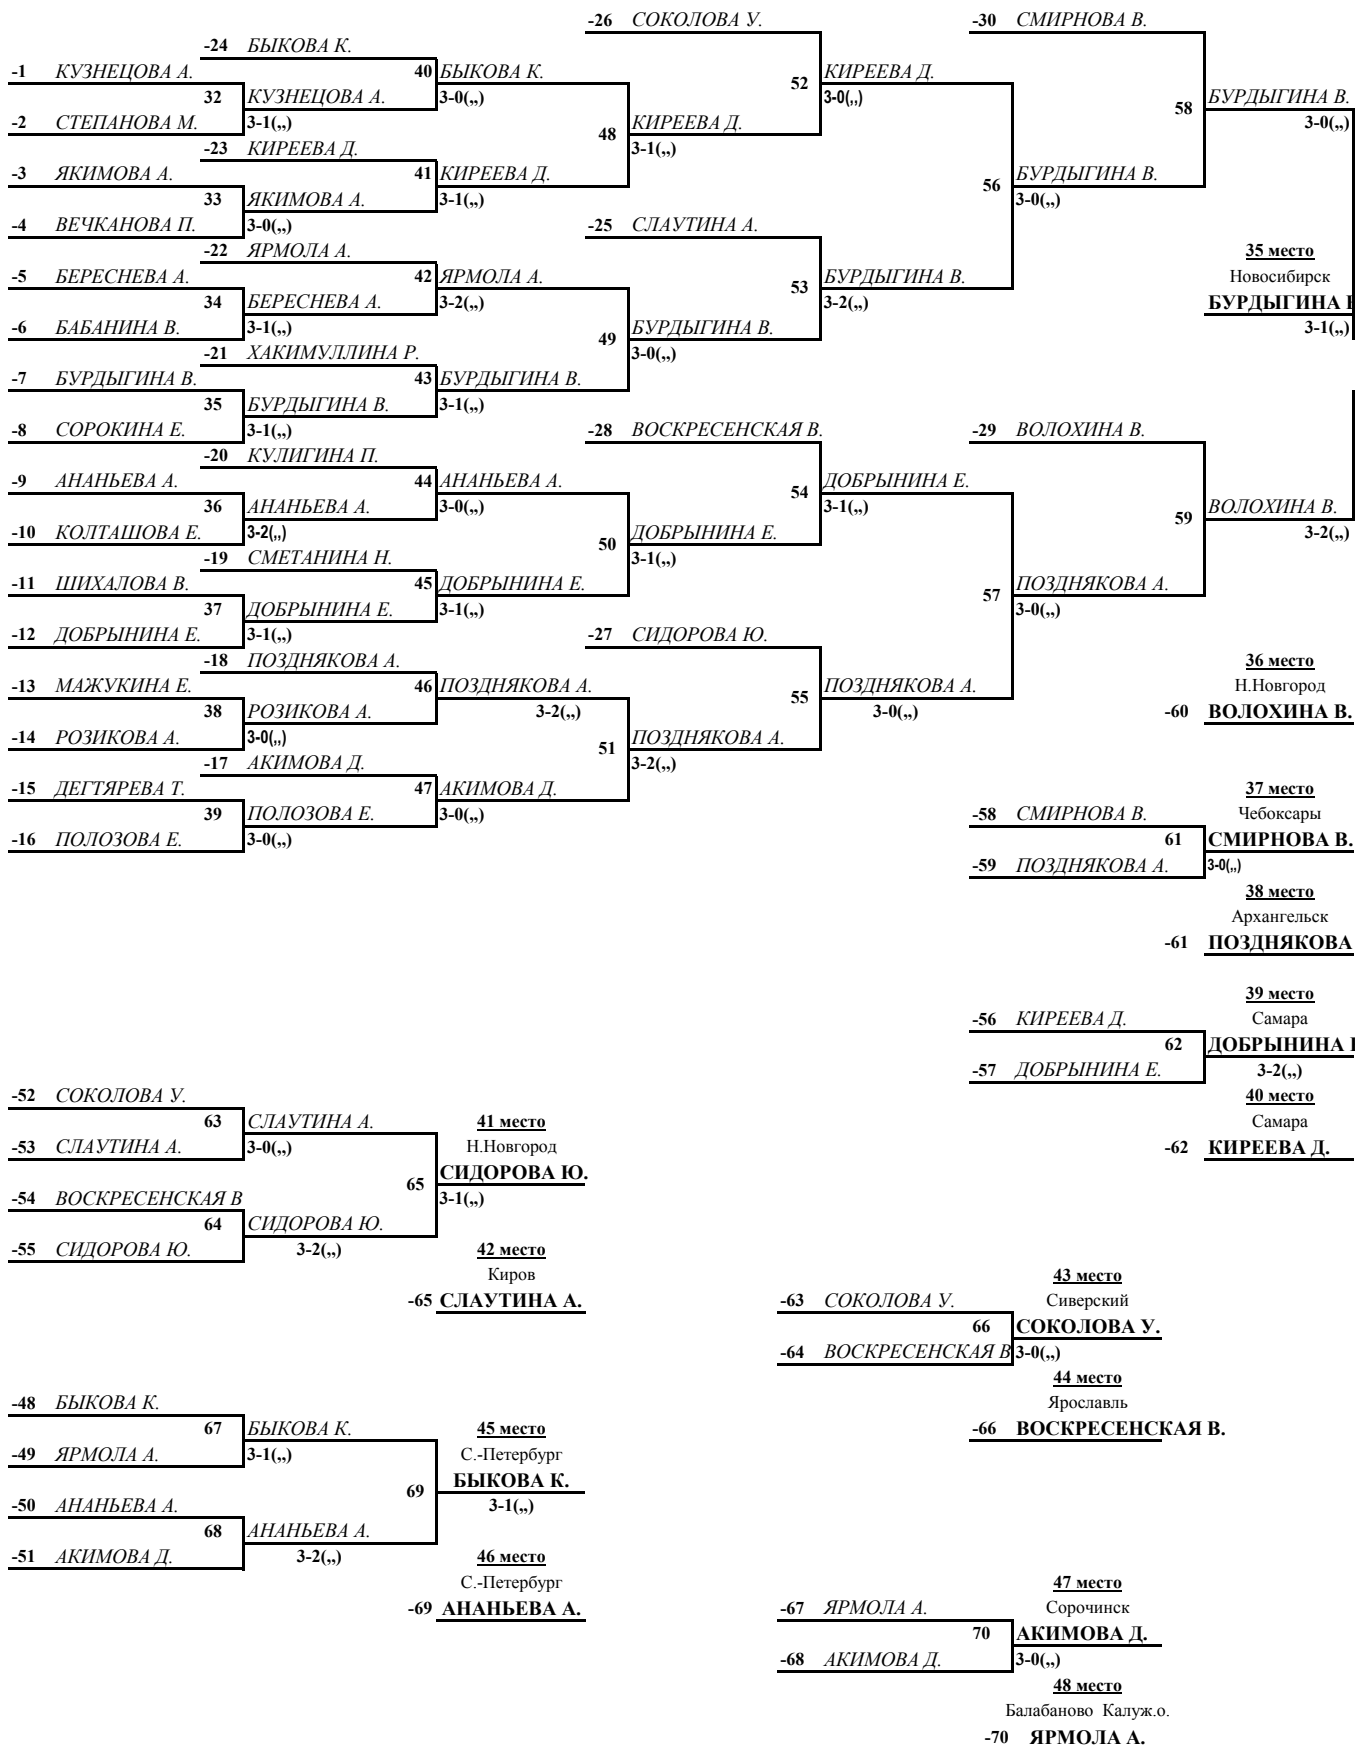 -26 СОКОЛОВА У.
-30 СМИРНОВА В.
-24 БЫКОВА К.
-1 КУЗНЕЦОВА А.
40 БЫКОВА К.
52 КИРЕЕВА Д.
32 КУЗНЕЦОВА А.
3-0(,,)
3-0(,,)
58 БУРДЫГИНА В.
-2 СТЕПАНОВА М.
3-1(,,)
48 КИРЕЕВА Д.
3-0(,,)
-23 КИРЕЕВА Д.
3-1(,,)
-3 ЯКИМОВА А.
41 КИРЕЕВА Д.
56 БУРДЫГИНА В.
33 ЯКИМОВА А.
3-1(,,)
3-0(,,)
-4 ВЕЧКАНОВА П.
3-0(,,)
-25 СЛАУТИНА А.
-22 ЯРМОЛА А.
35 место
-5 БЕРЕСНЕВА А.
42 ЯРМОЛА А.
53 БУРДЫГИНА В.
Новосибирск
34 БЕРЕСНЕВА А.
3-2(,,)
3-2(,,)
БУРДЫГИНА
-6 БАБАНИНА В.
3-1(,,)
49 БУРДЫГИНА В.
3-1(,,)
-21 ХАКИМУЛЛИНА Р.
3-0(,,)
-7 БУРДЫГИНА В.
43 БУРДЫГИНА В.
35 БУРДЫГИНА В.
3-1(,,)
-8 СОРОКИНА Е.
3-1(,,)
-28 ВОСКРЕСЕНСКАЯ В.
-29 ВОЛОХИНА В.
-20 КУЛИГИНА П.
-9 АНАНЬЕВА А.
44 АНАНЬЕВА А.
54 ДОБРЫНИНА Е.
36 АНАНЬЕВА А.
3-0(,,)
3-1(,,)
59 ВОЛОХИНА В.
-10 КОЛТАШОВА Е.
3-2(,,)
50 ДОБРЫНИНА Е.
3-2(,,)
-19 СМЕТАНИНА Н.
3-1(,,)
-11 ШИХАЛОВА В.
45 ДОБРЫНИНА Е.
57 ПОЗДНЯКОВА А.
37 ДОБРЫНИНА Е.
3-1(,,)
3-0(,,)
-12 ДОБРЫНИНА Е.
3-1(,,)
-27 СИДОРОВА Ю.
-18 ПОЗДНЯКОВА А.
36 место
-13 МАЖУКИНА Е.
46 ПОЗДНЯКОВА А.
55 ПОЗДНЯКОВА А.
Н.Новгород
38 РОЗИКОВА А.
3-2(,,)
3-0(,,)
-60 ВОЛОХИНА В.
-14 РОЗИКОВА А.
3-0(,,)
51 ПОЗДНЯКОВА А.
-17 АКИМОВА Д.
3-2(,,)
-15 ДЕГТЯРЕВА Т.
47 АКИМОВА Д.
37 место
39 ПОЛОЗОВА Е.
3-0(,,)
-58 СМИРНОВА В.
Чебоксары
-16 ПОЛОЗОВА Е.
3-0(,,)
61 СМИРНОВА В.
-59 ПОЗДНЯКОВА А.
3-0(,,)
38 место
Архангельск
-61 ПОЗДНЯКОВА
39 место
-56 КИРЕЕВА Д.
Самара
62 ДОБРЫНИНА
-57 ДОБРЫНИНА Е.
3-2(,,)
-52 СОКОЛОВА У.
40 место
63 СЛАУТИНА А.
41 место
Самара
-53 СЛАУТИНА А.
3-0(,,)
Н.Новгород
-62 КИРЕЕВА Д.
65 СИДОРОВА Ю.
-54 ВОСКРЕСЕНСКАЯ В
3-1(,,)
64 СИДОРОВА Ю.
-55 СИДОРОВА Ю.
3-2(,,)
42 место
Киров
43 место
-65 СЛАУТИНА А.
-63 СОКОЛОВА У.
Сиверский
66 СОКОЛОВА У.
-64 ВОСКРЕСЕНСКАЯ В
3-0(,,)
44 место
-48 БЫКОВА К.
Ярославль
67 БЫКОВА К.
45 место
-66 ВОСКРЕСЕНСКАЯ В.
-49 ЯРМОЛА А.
3-1(,,)
С.-Петербург
69 БЫКОВА К.
-50 АНАНЬЕВА А.
3-1(,,)
68 АНАНЬЕВА А.
-51 АКИМОВА Д.
3-2(,,)
46 место
С.-Петербург
47 место
-69 АНАНЬЕВА А.
-67 ЯРМОЛА А.
Сорочинск
70 АКИМОВА Д.
-68 АКИМОВА Д.
3-0(,,)
48 место
Балабаново Калуж.о.
-70 ЯРМОЛА А.